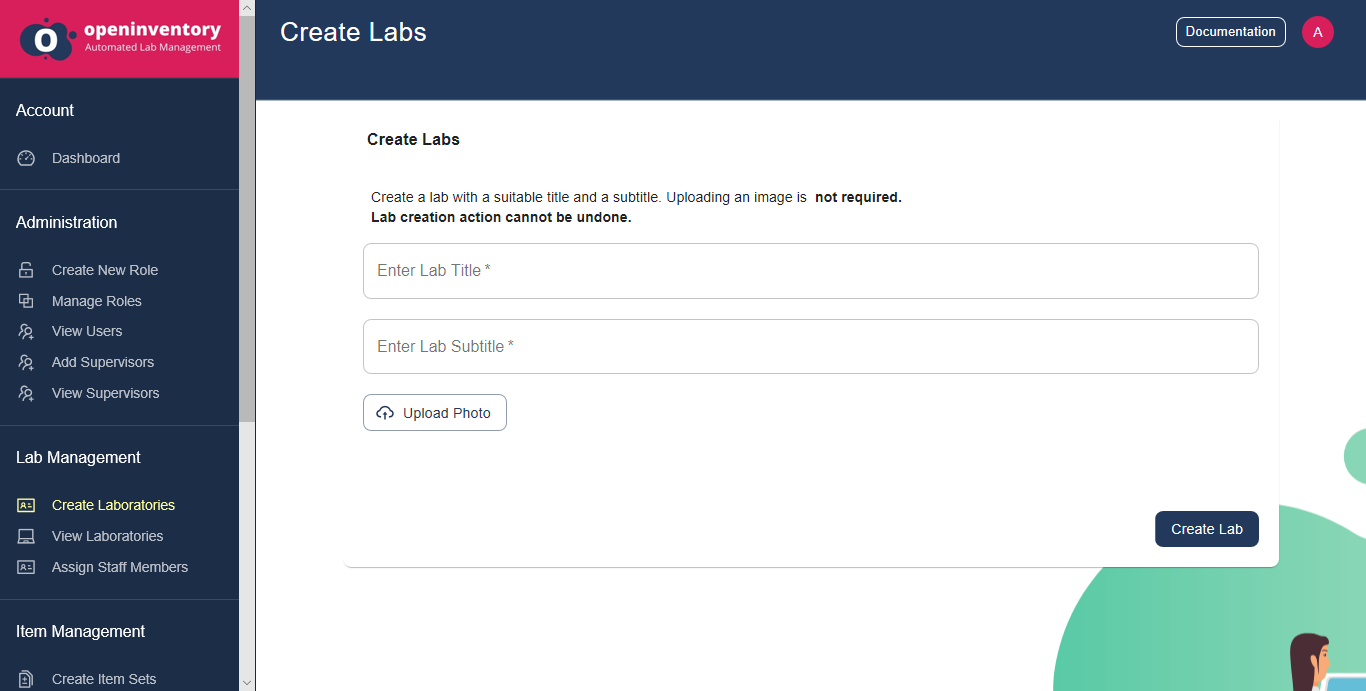 openinventory
Automated Lab Management
Account
Dashboard
Administration
Create New Role
Manage Roles
View Users
Add Supervisors
View Supervisors
Lab Management
Create Laboratories
View Laboratories
Assign Staff Members
Item Management
Create Item Sets
Create Labs
Documentation
A
Create Labs
Create a lab with a suitable title and a subtitle. Uploading an image is not required.
Lab creation action cannot be undone.
Enter Lab Title *
Enter Lab Subtitle *
Upload Photo
Create Lab